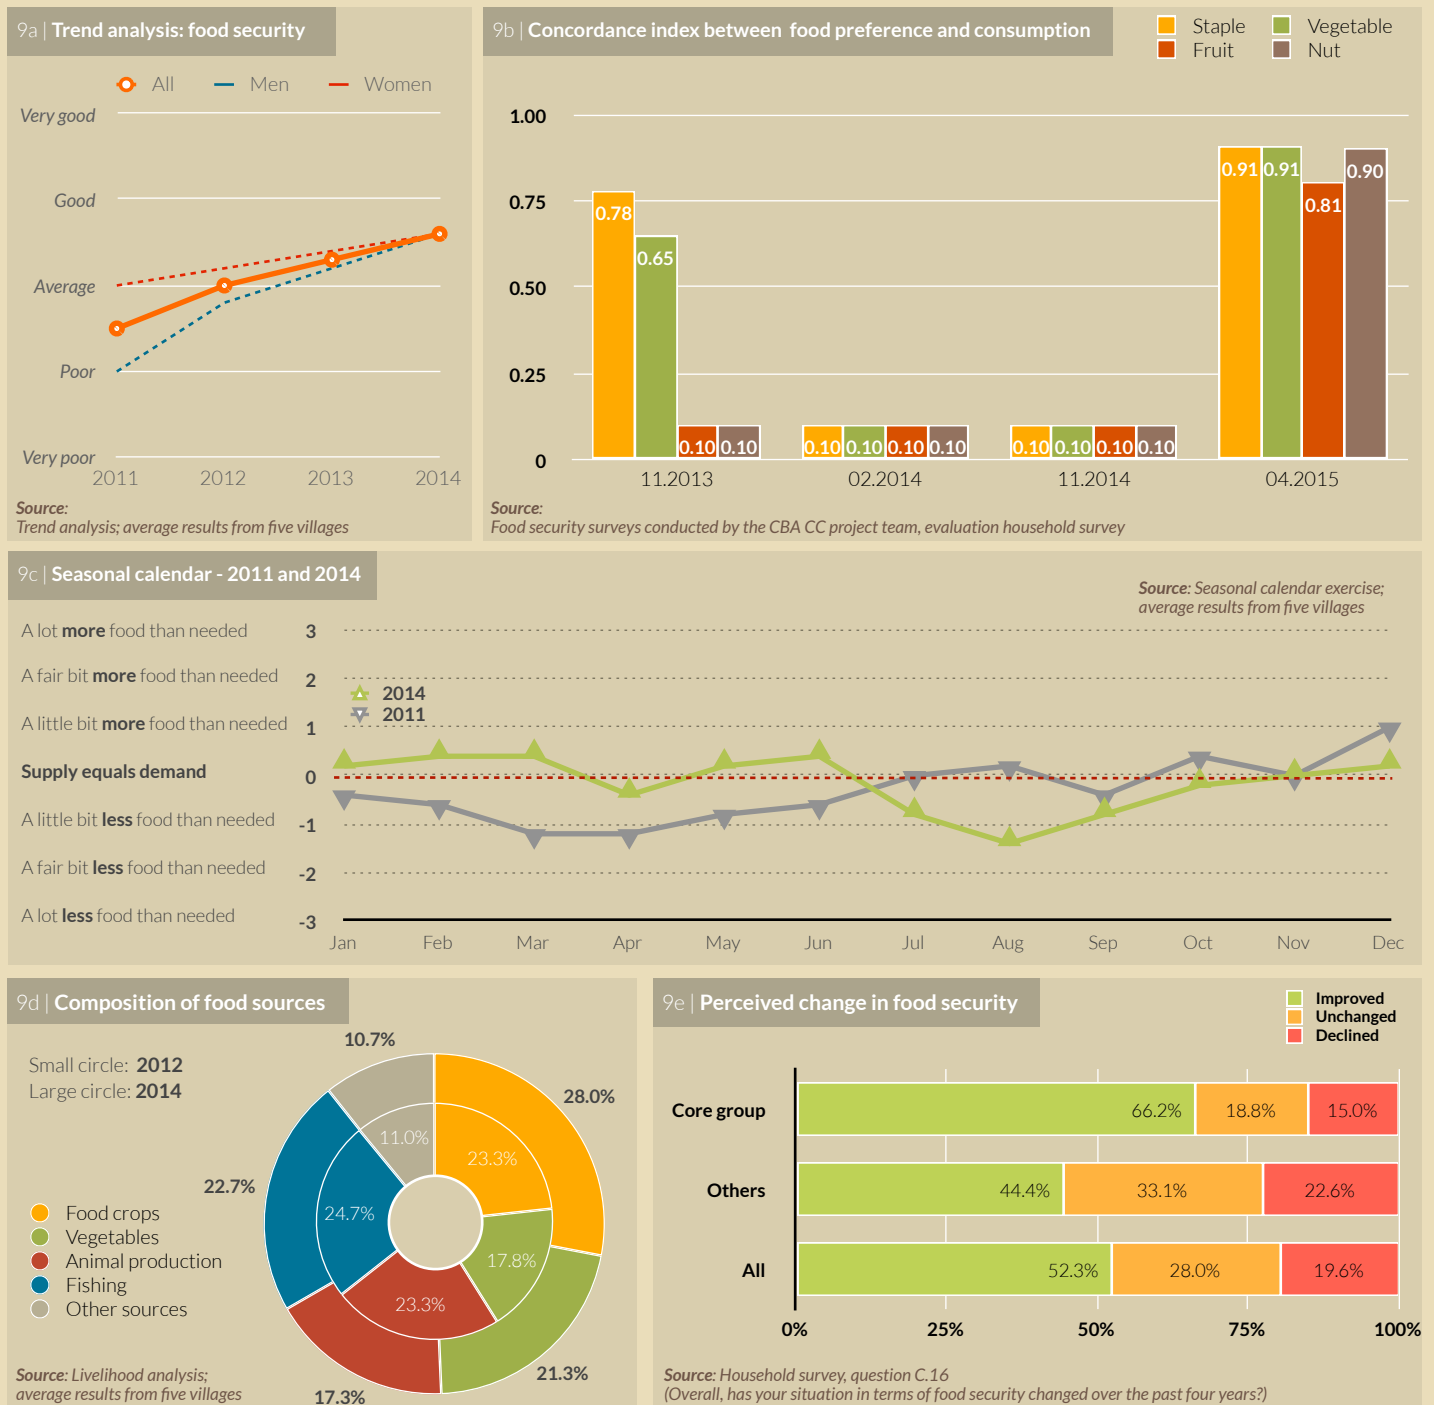 9a | Trend analysis: food security
All Men Women
Very good
Good
Average
Poor
Very poor
2011 2012 2013 2014
Source:
Trend analysis; average results from five villages
9b | Concordance index between food preference and consumption
Staple Vegetable
Fruit Nut
1.00
0.75
0.50
0.25
0
0.78 0.65 0.10 0.10
0.10 0.10 0.10 0.10
0.10 0.10 0.10 0.10
0.91 0.91 0.81 0.90
11.2013 02.2014 11.2014 04.2015
Source:
Food security surveys conducted by the CBA CC project team, evaluation household survey
9c | Seasonal calendar - 2011 and 2014
Source: Seasonal calendar exercise;
average results from five villages
A lot more food than needed 3
A fair bit more food than needed 2
2014
2011
A little bit more food than needed 1
Supply equals demand 0
A little bit less food than needed -1
A fair bit less food than needed -2
A lot less food than needed -3
Jan Feb Mar Apr May Jun Jul Aug Sep Oct Nov Dec
9d | Composition of food sources
Small circle: 2012
Large circle: 2014
10.7%
28.0%
11.0%
23.3%
22.7%
24.7%
17.8%
23.3%
21.3%
17.3%
Food crops
Vegetables
Animal production
Fishing
Other sources
Source: Livelihood analysis;
average results from five villages
9e | Perceived change in food security
Improved
Unchanged
Declined
Core group 66.2% 18.8% 15.0%
Others 44.4% 33.1% 22.6%
All 52.3% 28.0% 19.6%
0% 25% 50% 75% 100%
Source: Household survey, question C.16
(Overall, has your situation in terms of food security changed over the past four years?)